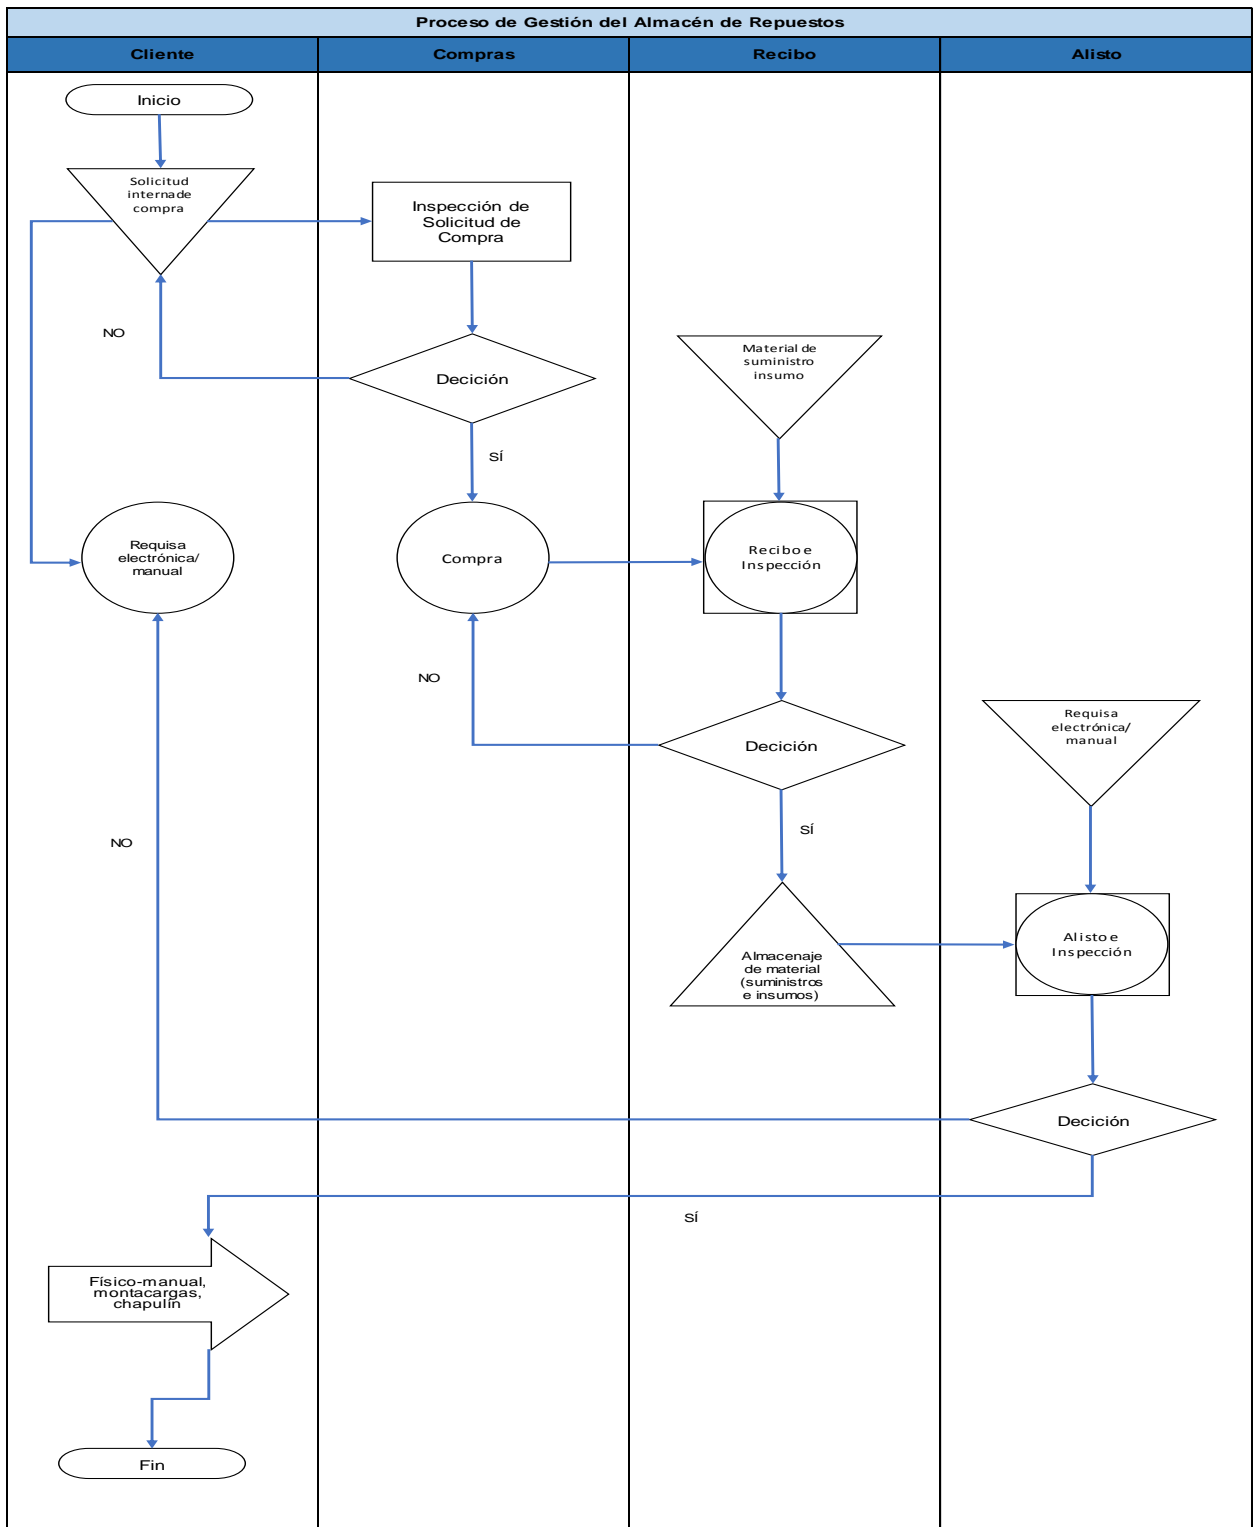 Proceso de Gestión del Almacén de Repuestos
Cliente
Compras
Recibo
Alisto
Inicio
Solicitud
internade
compra
Inspección de
Solicitud de
Compra
NO
Decición
Material de
suministro
insumo
SÍ
Requisa
electrónica/
manual
Compra
Recibo e
Inspección
NO
Decición
Requisa
electrónica/
manual
NO
SÍ
Almacenaje
de material
(suministros
e insumos)
Alisto e
Inspección
Decición
SÍ
Físico-manual,
montacargas,
chapulín
Fin